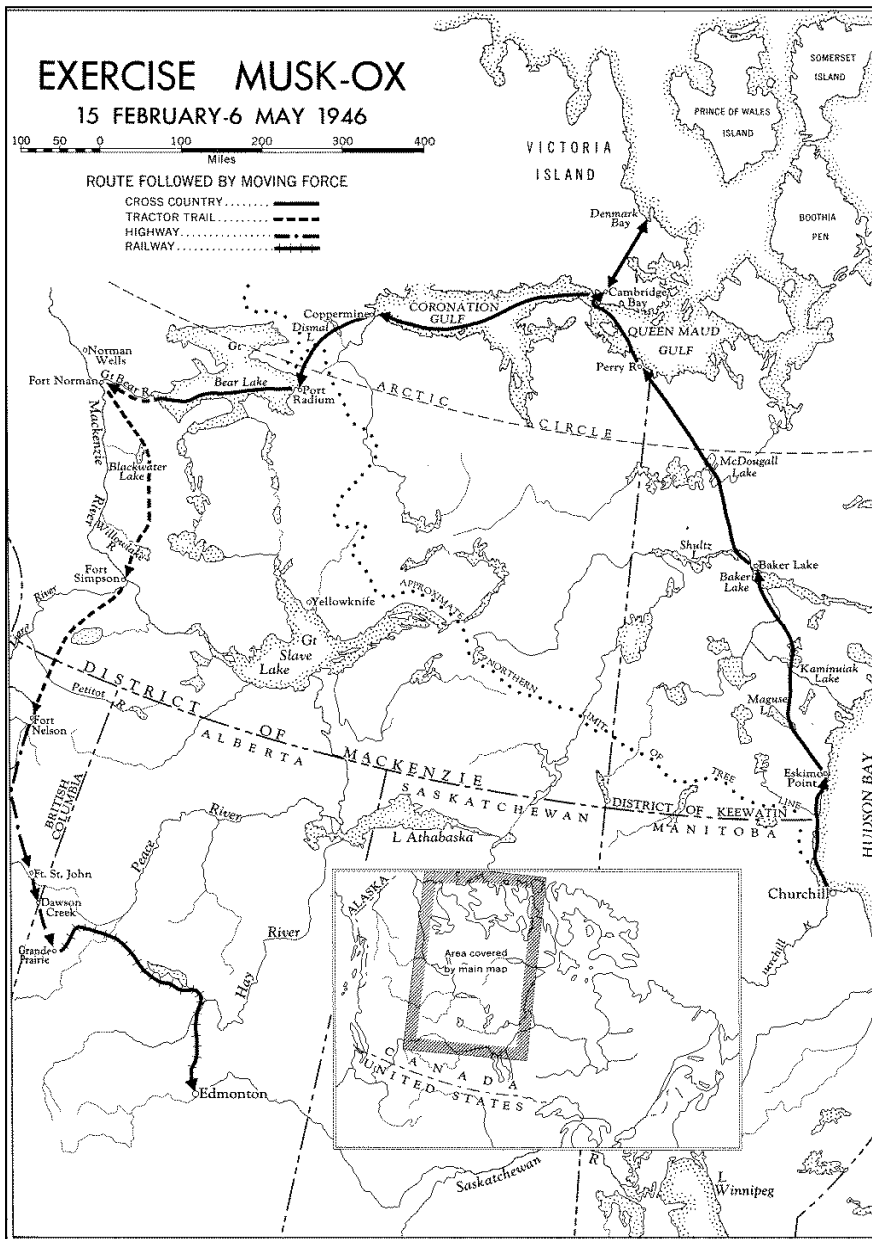 EXERCISE MUSK-OX
15 FEBRUARY-6 MAY 1946
100 50 0 100 200 300 400
Miles
ROUTE FOLLOWED BY MOVING FORCE
CROSS COUNTRY........
TRACTOR TRAIL........
HIGHWAY..............
RAILWAY..............
SOMERSET
ISLAND
PRINCE OF WALES
ISLAND
VICTORIA
ISLAND
BOOTHIA
PEN
Denmark
Bay
Cambridge
Bay
CORONATION
GULF
QUEEN MAUD
GULF
Coppermine
Dismal
L
Perry R
Norman
Wells
Fort Norman
Gt Bear R
Gt
Bear Lake
Port
Radium
ARCTIC CIRCLE
Mackenzie
River
Blackwater
Lake
Willowlake
R
McDougall
Lake
Shultz
L
Baker Lake
Baker
Lake
Fort
Simpson
River
Yellowknife
Gt
Slave
Lake
APPROXIMATE NORTHERN LIMIT OF TREE LINE
Kaminuiak
Lake
Maguse
L
Petitot
R
Fort
Nelson
DISTRICT OF MACKENZIE
ALBERTA
SASKATCHEWAN
DISTRICT OF KEEWATIN
MANITOBA
Eskimo
Point
HUDSON BAY
BRITISH
COLUMBIA
Peace River
L Athabaska
Churchill
R
Ft. St. John
Dawson
Creek
Grande
Prairie
Hay River
Edmonton
ALASKA
Area covered
by main map
CANADA
UNITED STATES
Saskatchewan R
L
Winnipeg